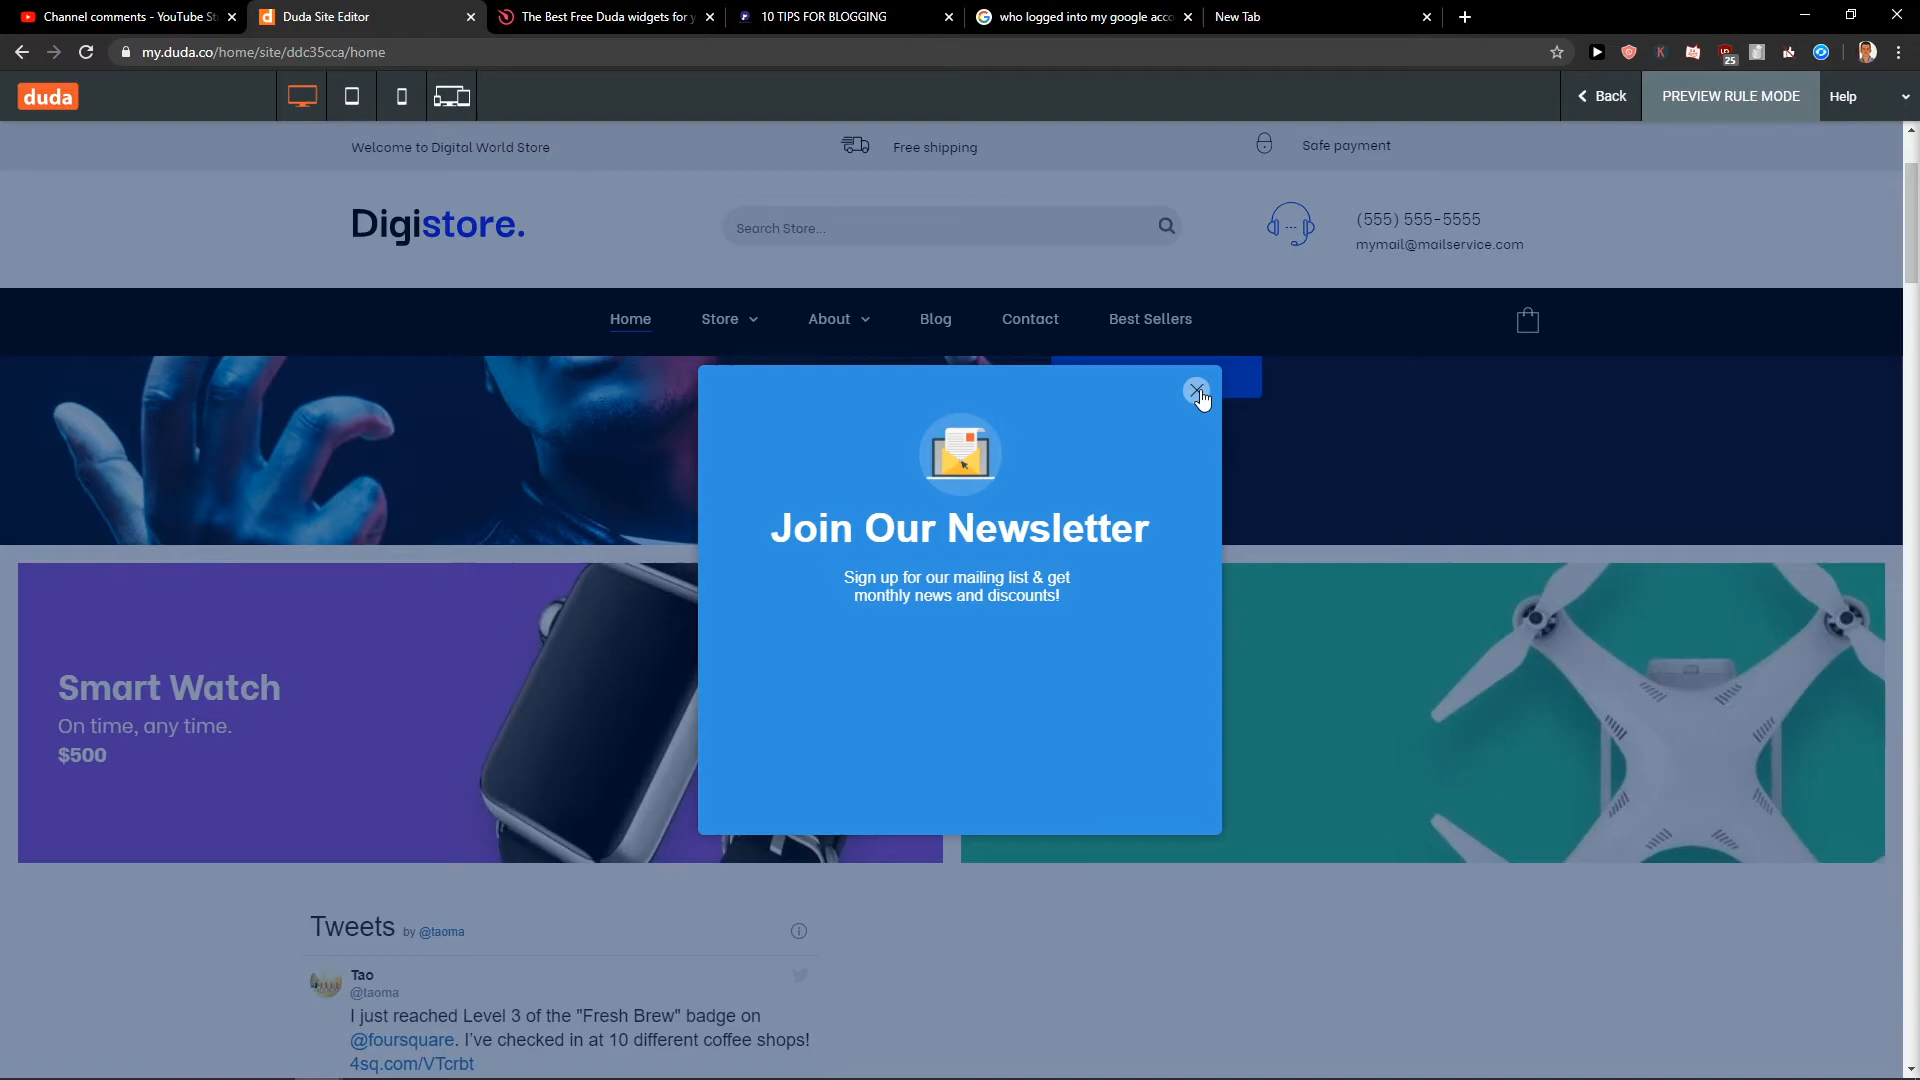 Channel comments - YouTube St
Duda Site Editor
The Best Free Duda widgets for y
10 TIPS FOR BLOGGING
who logged into my google acco
New Tab
my.duda.co/home/site/ddc35cca/home
25
duda
Back
PREVIEW RULE MODE
Help
Welcome to Digital World Store
Free shipping
Safe payment
Digistore.
Search Store...
(555) 555-5555
mymail@mailservice.com
Home
Store
About
Blog
Contact
Best Sellers
Join Our Newsletter
Sign up for our mailing list & get
monthly news and discounts!
Smart Watch
On time, any time.
$500
Tweets by @taoma
Tao
@taoma
I just reached Level 3 of the "Fresh Brew" badge on
@foursquare. I've checked in at 10 different coffee shops!
4sq.com/VTcrbt